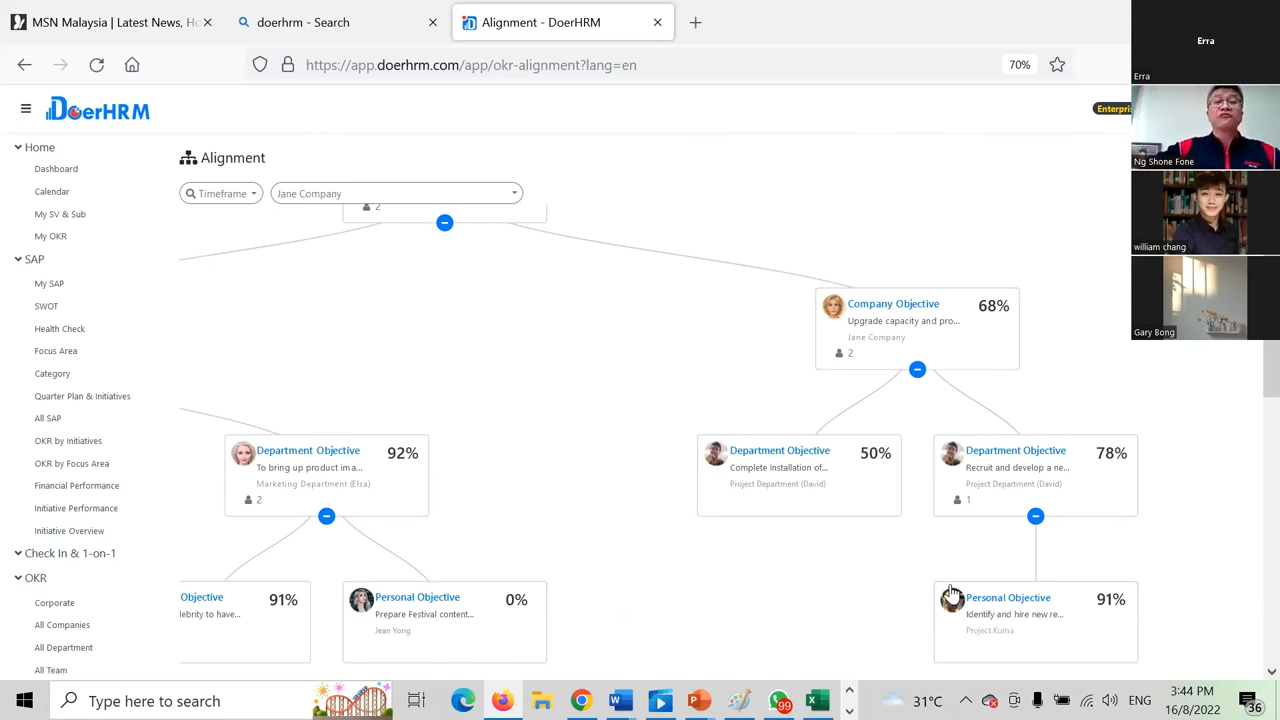 MSN Malaysia | Latest News, Ho
doerhrm - Search
Alignment - DoerHRM
https://app.doerhrm.com/app/okr-alignment?lang=en
70%
DoerHRM
Enterpris
Home
Dashboard
Calendar
My SV & Sub
My OKR
SAP
My SAP
SWOT
Health Check
Focus Area
Category
Quarter Plan & Initiatives
All SAP
OKR by Initiatives
OKR by Focus Area
Financial Performance
Initiative Performance
Initiative Overview
Check In & 1-on-1
OKR
Corporate
All Companies
All Department
All Team
Alignment
Timeframe
Jane Company
2
Company Objective
68%
Upgrade capacity and pro...
Jane Company
2
Department Objective
92%
To bring up product ima...
Marketing Department (Elsa)
2
Department Objective
50%
Complete Installation of...
Project Department (David)
Department Objective
78%
Recruit and develop a ne...
Project Department (David)
1
Objective
91%
lebrity to have...
Personal Objective
0%
Prepare Festival content...
Jean Yong
Personal Objective
91%
Identify and hire new re...
Project Kuma
Erra
Erra
Ng Shone Fone
william chang
Gary Bong
Type here to search
99
31°C
ENG
3:44 PM
16/8/2022
36